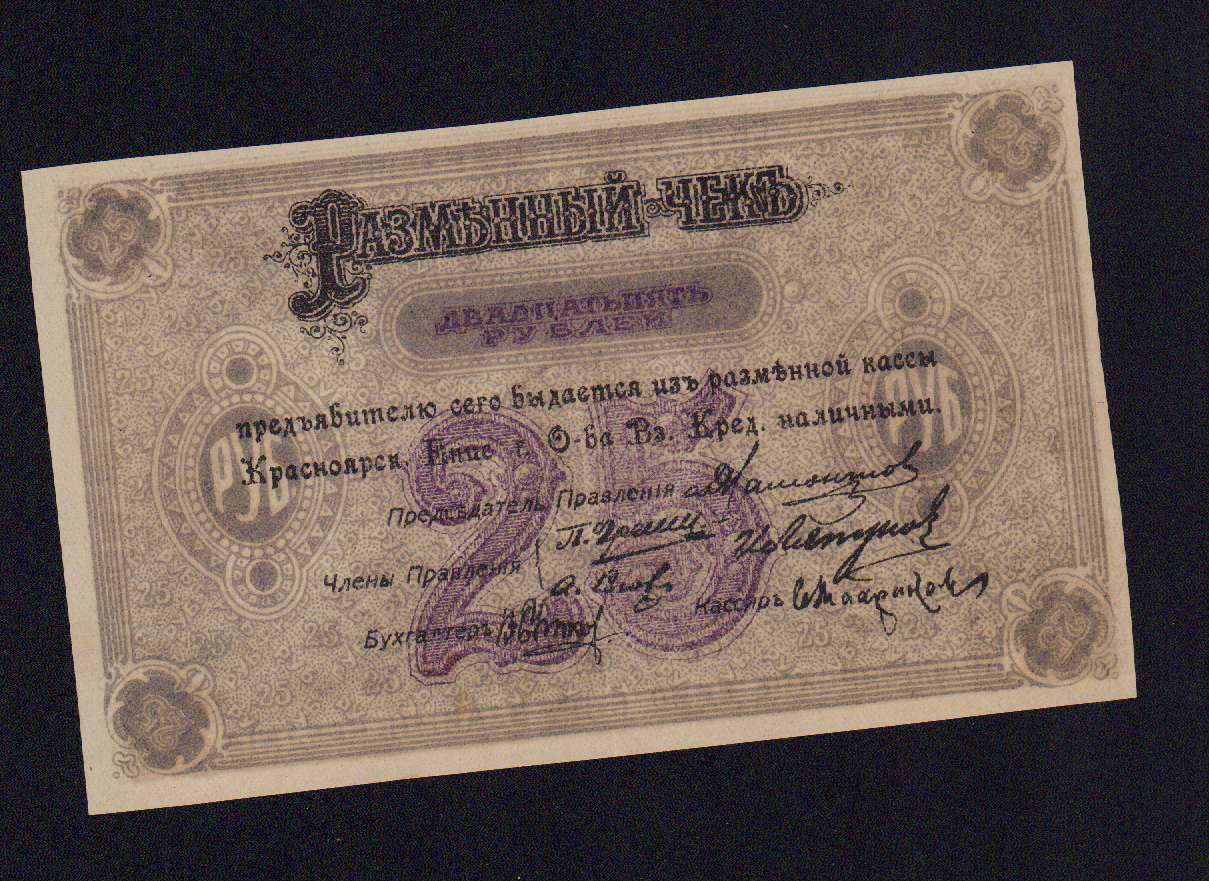 25
25
РАЗМѢННЫЙ ЧЕКЪ
ДВАДЦАТЬПЯТЬ
РУБЛЕЙ
предъявителю сего выдается изъ размѣнной кассы
Красноярск. Енис г. О-ва Вз. Кред. наличными.
РУБ
РУБ
25
Предсѣдатель Правленія
Члены Правленія
Бухгалтеръ
Кассиръ
25
25